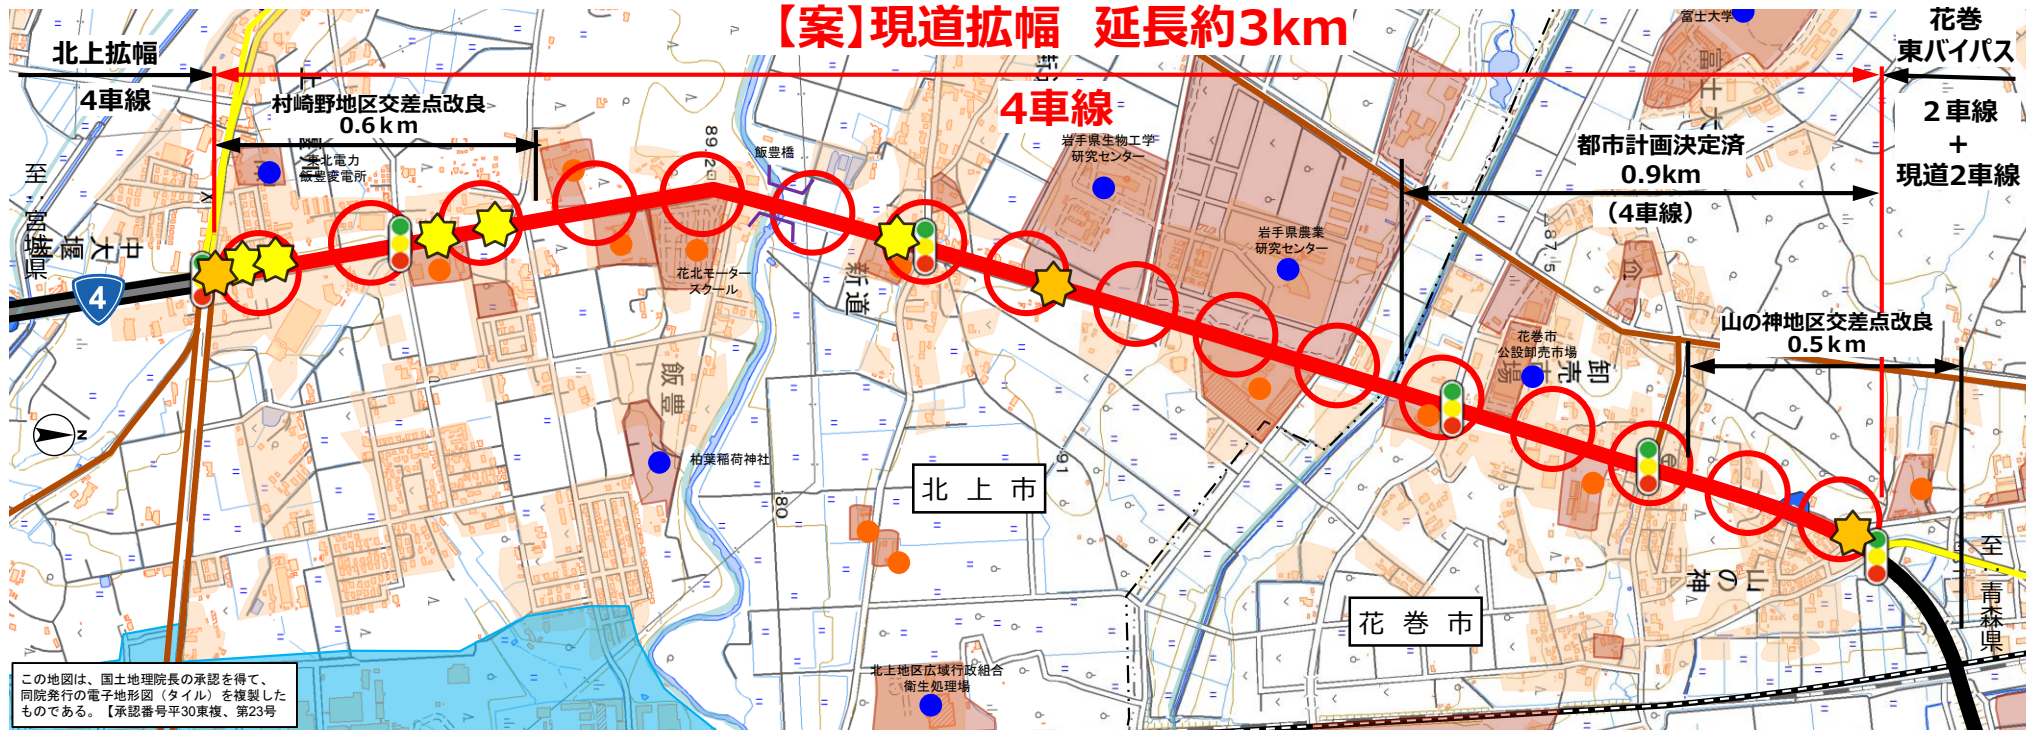 【案】現道拡幅 延長約3km
北上拡幅
4車線
4車線
花巻
東バイパス
2車線
+
現道2車線
村崎野地区交差点改良
0.6km
都市計画決定済
0.9km
(4車線)
山の神地区交差点改良
0.5km
富士大学
富士大
東北電力
飯豊変電所
飯豊橋
岩手県生物工学
研究センター
岩手県農業
研究センター
花北モーター
スクール
花巻市
公設卸売市場
卸売
市場
至:宮城県
中大堰
4
新道
飯豊
柏葉稲荷神社
N
北上市
花巻市
山の神
至:青森県
北上地区広域行政組合
衛生処理場
89.2
87.5
91
80
この地図は、国土地理院長の承認を得て、
同院発行の電子地形図(タイル)を複製した
ものである。【承認番号平30東複、第23号